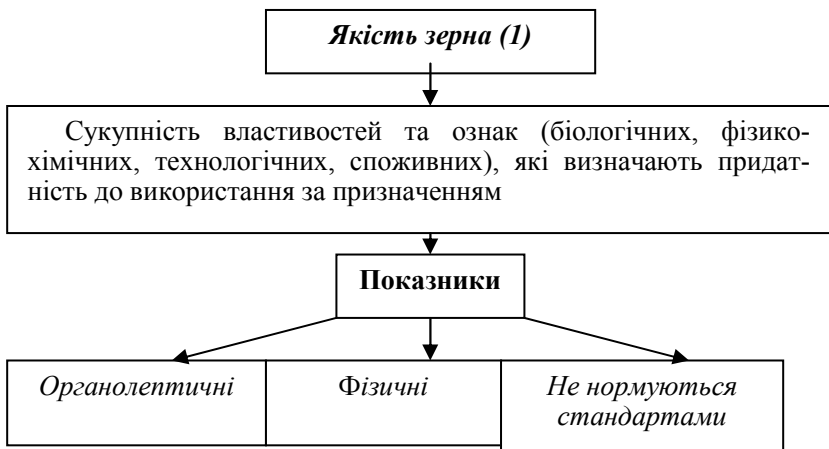 Якість зерна (1)
Сукупність властивостей та ознак (біологічних, фізико-
хімічних, технологічних, споживних), які визначають придат-
ність до використання за призначенням
Показники
Органолептичні
Фізичні
Не нормуються
стандартами